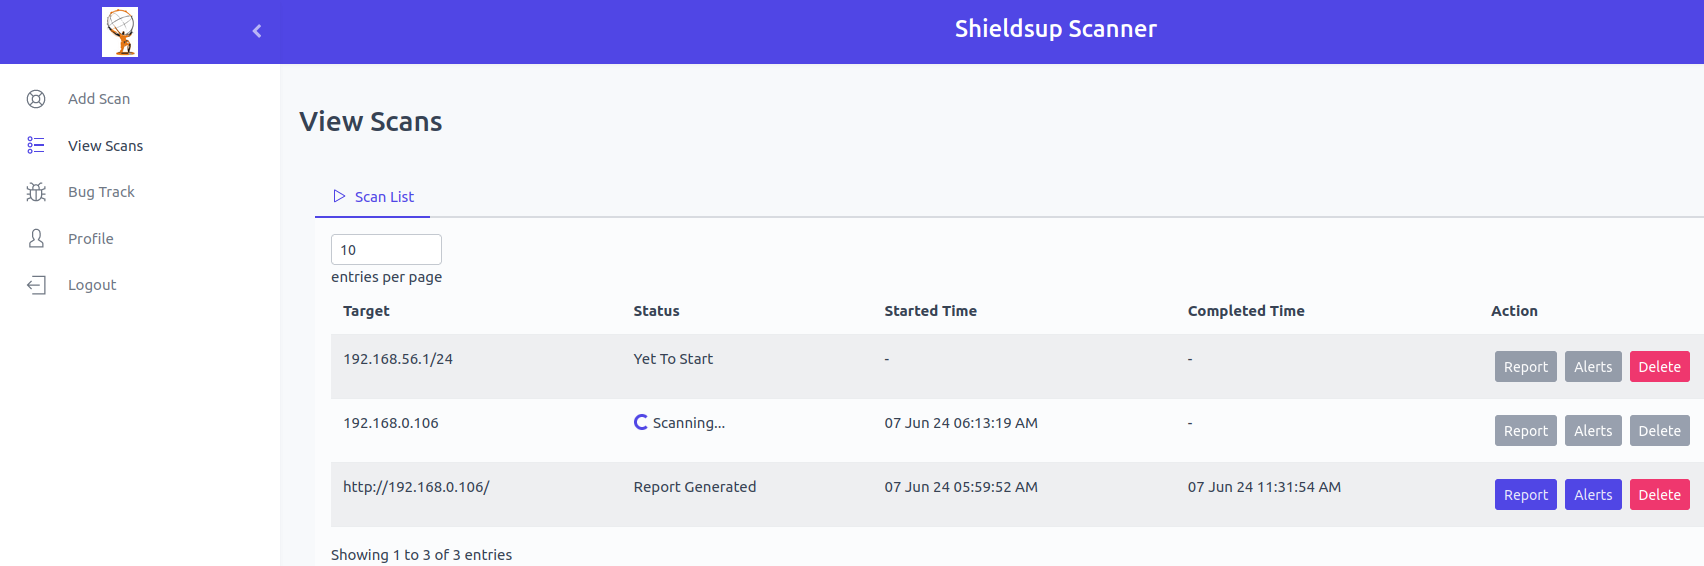 Shieldsup Scanner
Add Scan
View Scans
Bug Track
Profile
Logout
View Scans
Scan List
10
entries per page
Target Status Started Time Completed Time Action
192.168.56.1/24 Yet To Start - - Report Alerts Delete
192.168.0.106 Scanning... 07 Jun 24 06:13:19 AM - Report Alerts Delete
http://192.168.0.106/ Report Generated 07 Jun 24 05:59:52 AM 07 Jun 24 11:31:54 AM Report Alerts Delete
Showing 1 to 3 of 3 entries